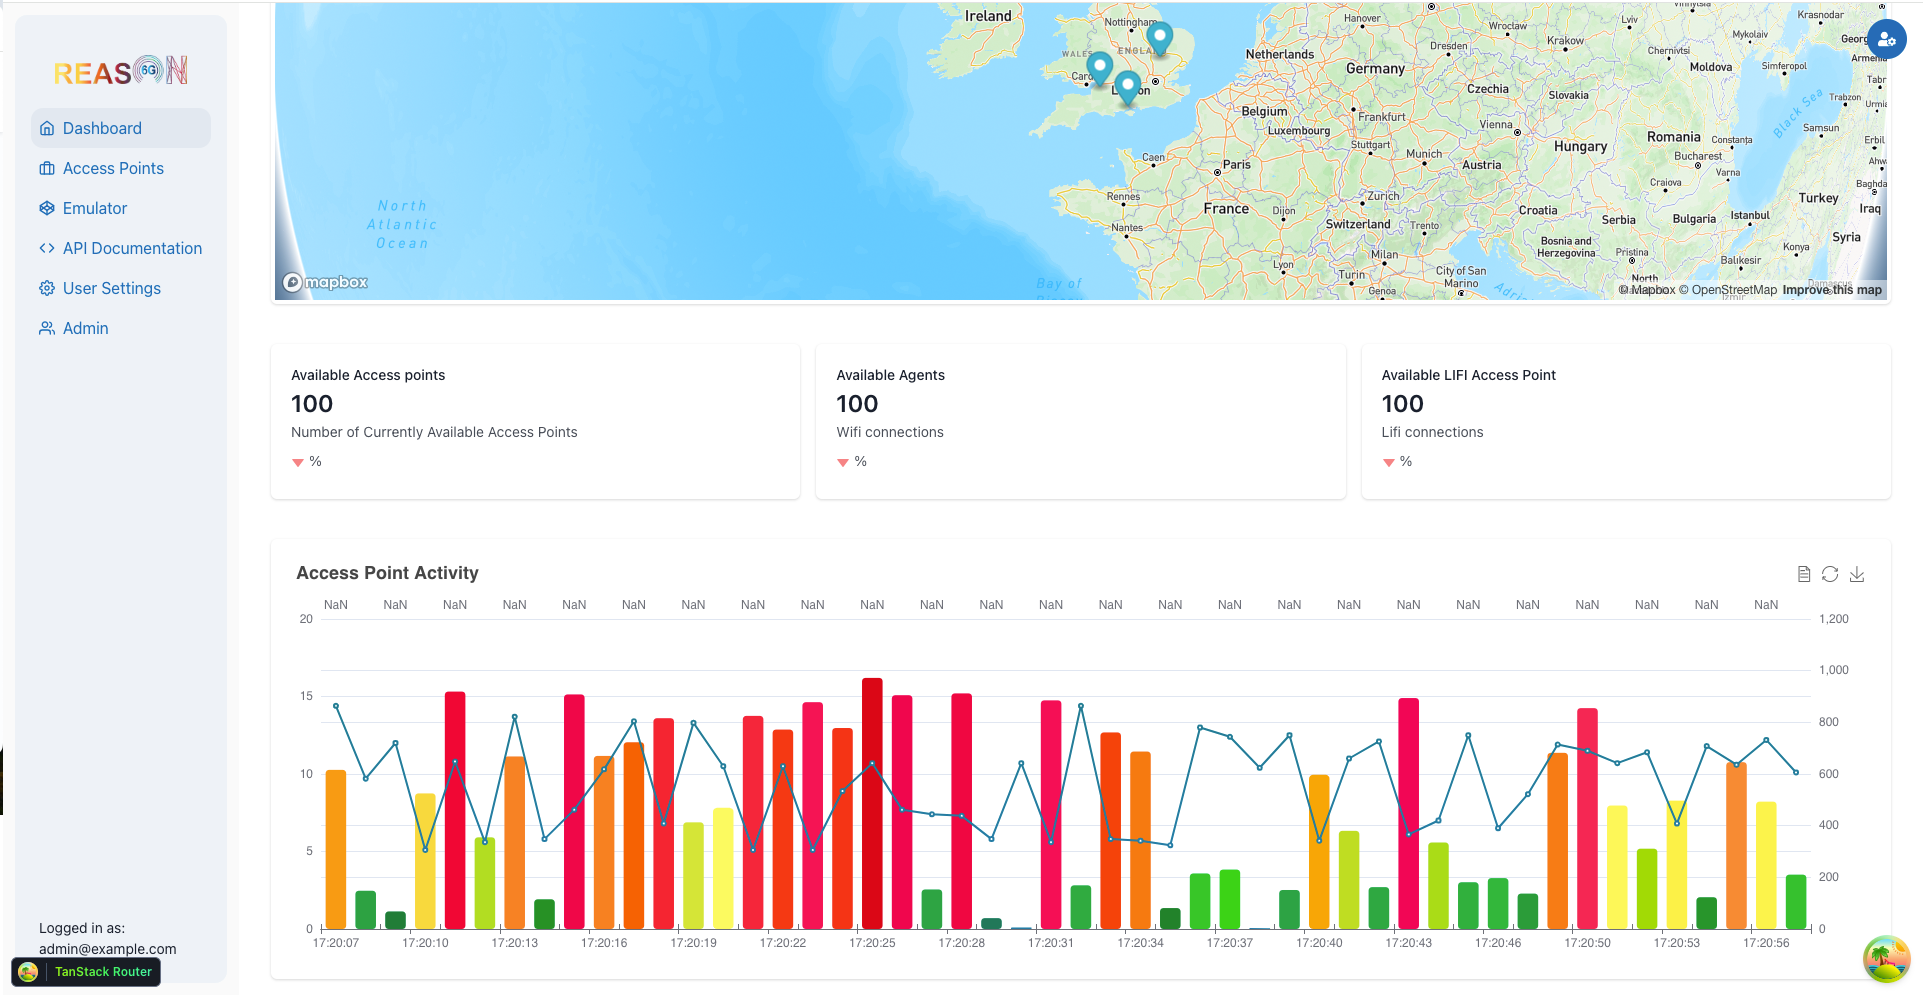 REASON
6G
Dashboard
Access Points
Emulator
API Documentation
User Settings
Admin
Logged in as:
admin@example.com
TanStack Router
Ireland
Nottingham
WALES
ENGLAND
Netherlands
Hanover
Wroclaw
Lviv
Krasnodar
Dresden
Krakow
Chernivtsi
Mykolaiv
Germany
Moldova
Simferopol
Belgium
Czechia
Slovakia
Luxembourg
Frankfurt
Vienna
Black Sea
Trabzon
Stuttgart
Romania
Constanța
Samsun
Caen
Paris
Munich
Austria
Hungary
Bucharest
Varna
Rennes
France
Dijon
Zurich
Craiova
Croatia
Serbia
Bulgaria
Istanbul
Turkey
Iraq
Nantes
Switzerland
Trento
Bosnia and
Herzegovina
Pristina
Konya
Syria
Lyon
Milan
Turin
City of San
Marino
Balıkesir
Genoa
North
Atlantic
Ocean
Bay of
North
mapbox
© Mapbox © OpenStreetMap Improve this map
Available Access points
100
Number of Currently Available Access Points
%
Available Agents
100
Wifi connections
%
Available LIFI Access Point
100
Lifi connections
%
Access Point Activity
NaN NaN NaN NaN NaN NaN NaN NaN NaN NaN NaN NaN NaN NaN NaN NaN NaN NaN NaN NaN NaN NaN NaN NaN NaN
20
15
10
5
0
1,200
1,000
800
600
400
200
0
17:20:07 17:20:10 17:20:13 17:20:16 17:20:19 17:20:22 17:20:25 17:20:28 17:20:31 17:20:34 17:20:37 17:20:40 17:20:43 17:20:46 17:20:50 17:20:53 17:20:56